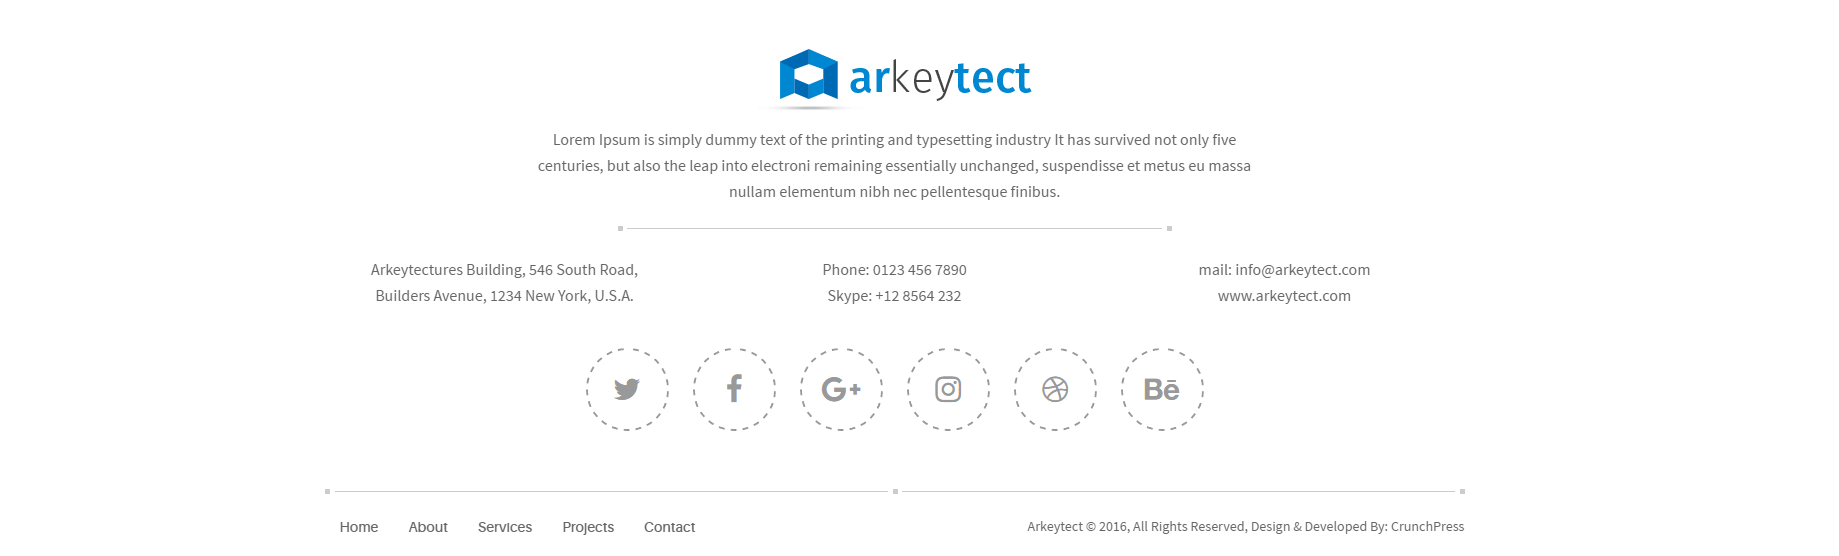 arkeytect
Lorem Ipsum is simply dummy text of the printing and typesetting industry It has survived not only five
centuries, but also the leap into electroni remaining essentially unchanged, suspendisse et metus eu massa
nullam elementum nibh nec pellentesque finibus.
Arkeytectures Building, 546 South Road,
Builders Avenue, 1234 New York, U.S.A.
Phone: 0123 456 7890
Skype: +12 8564 232
mail: info@arkeytect.com
www.arkeytect.com
G+ Bē
Home About Services Projects Contact
Arkeytect © 2016, All Rights Reserved, Design & Developed By: CrunchPress